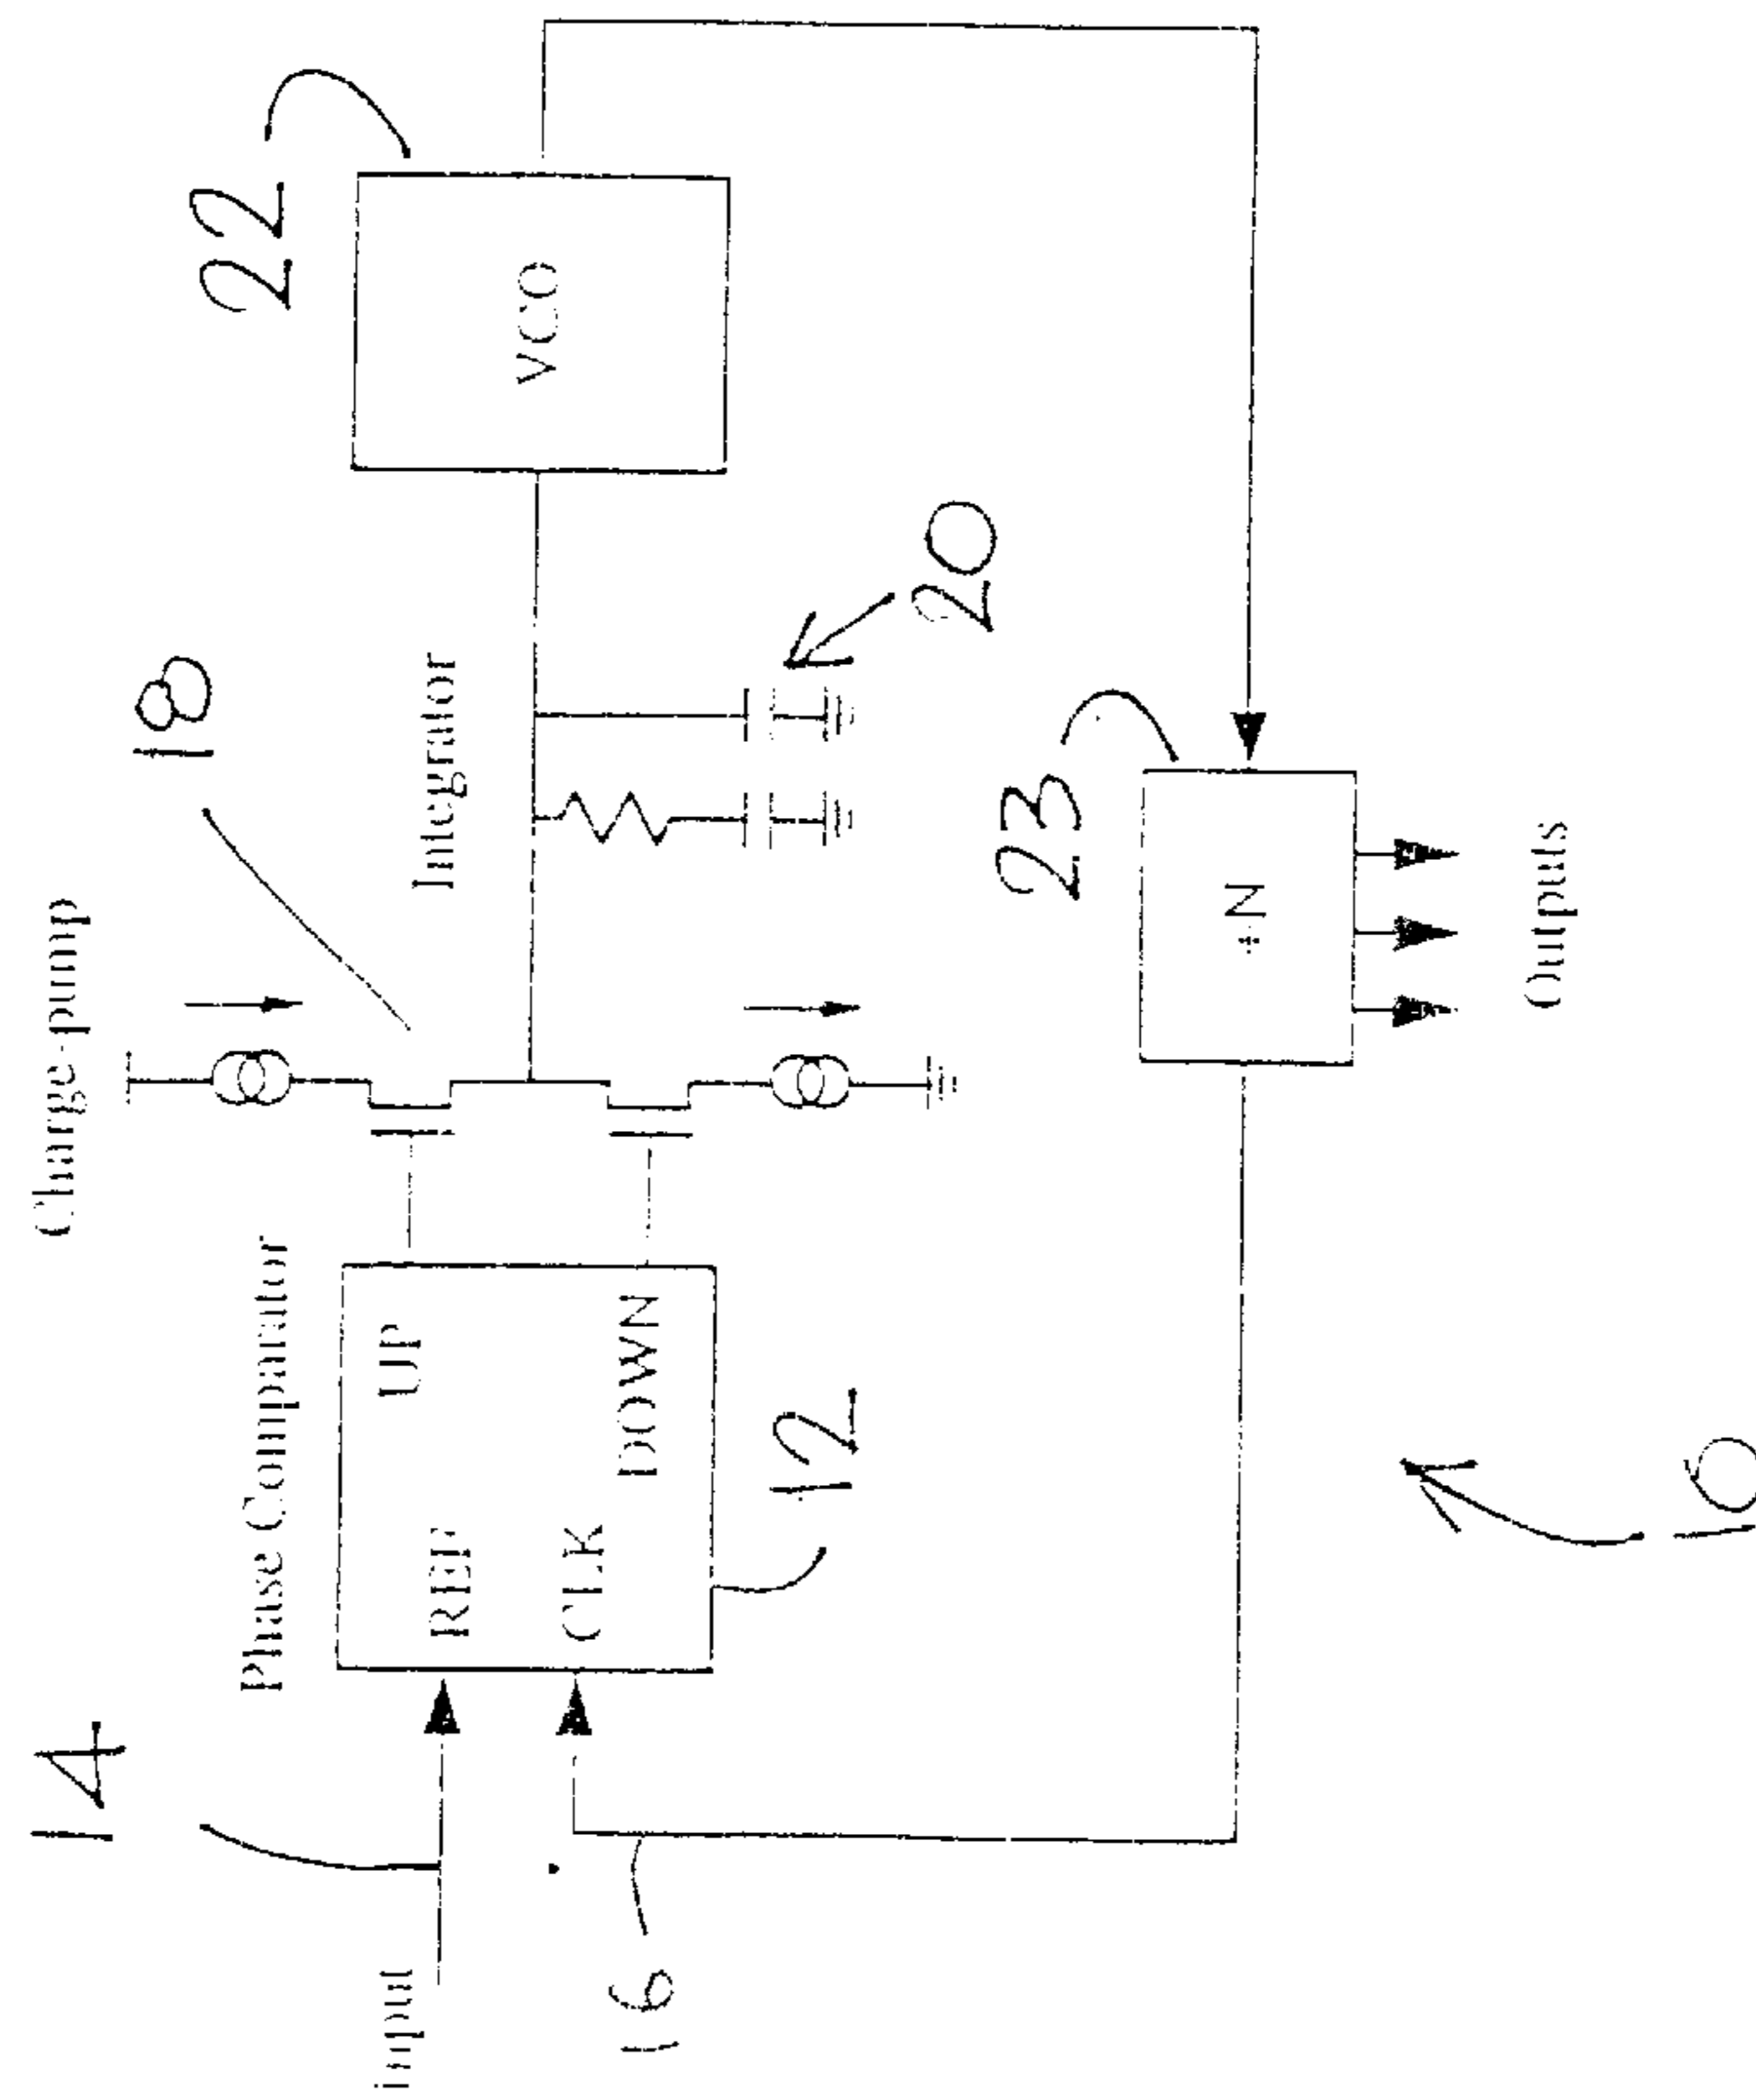 Charge-pump
18
22
14
Phase Comparator
Integrator
UP
REF
VCO
input
CLK
DOWN
16
12
20
23
÷N
Outputs
10